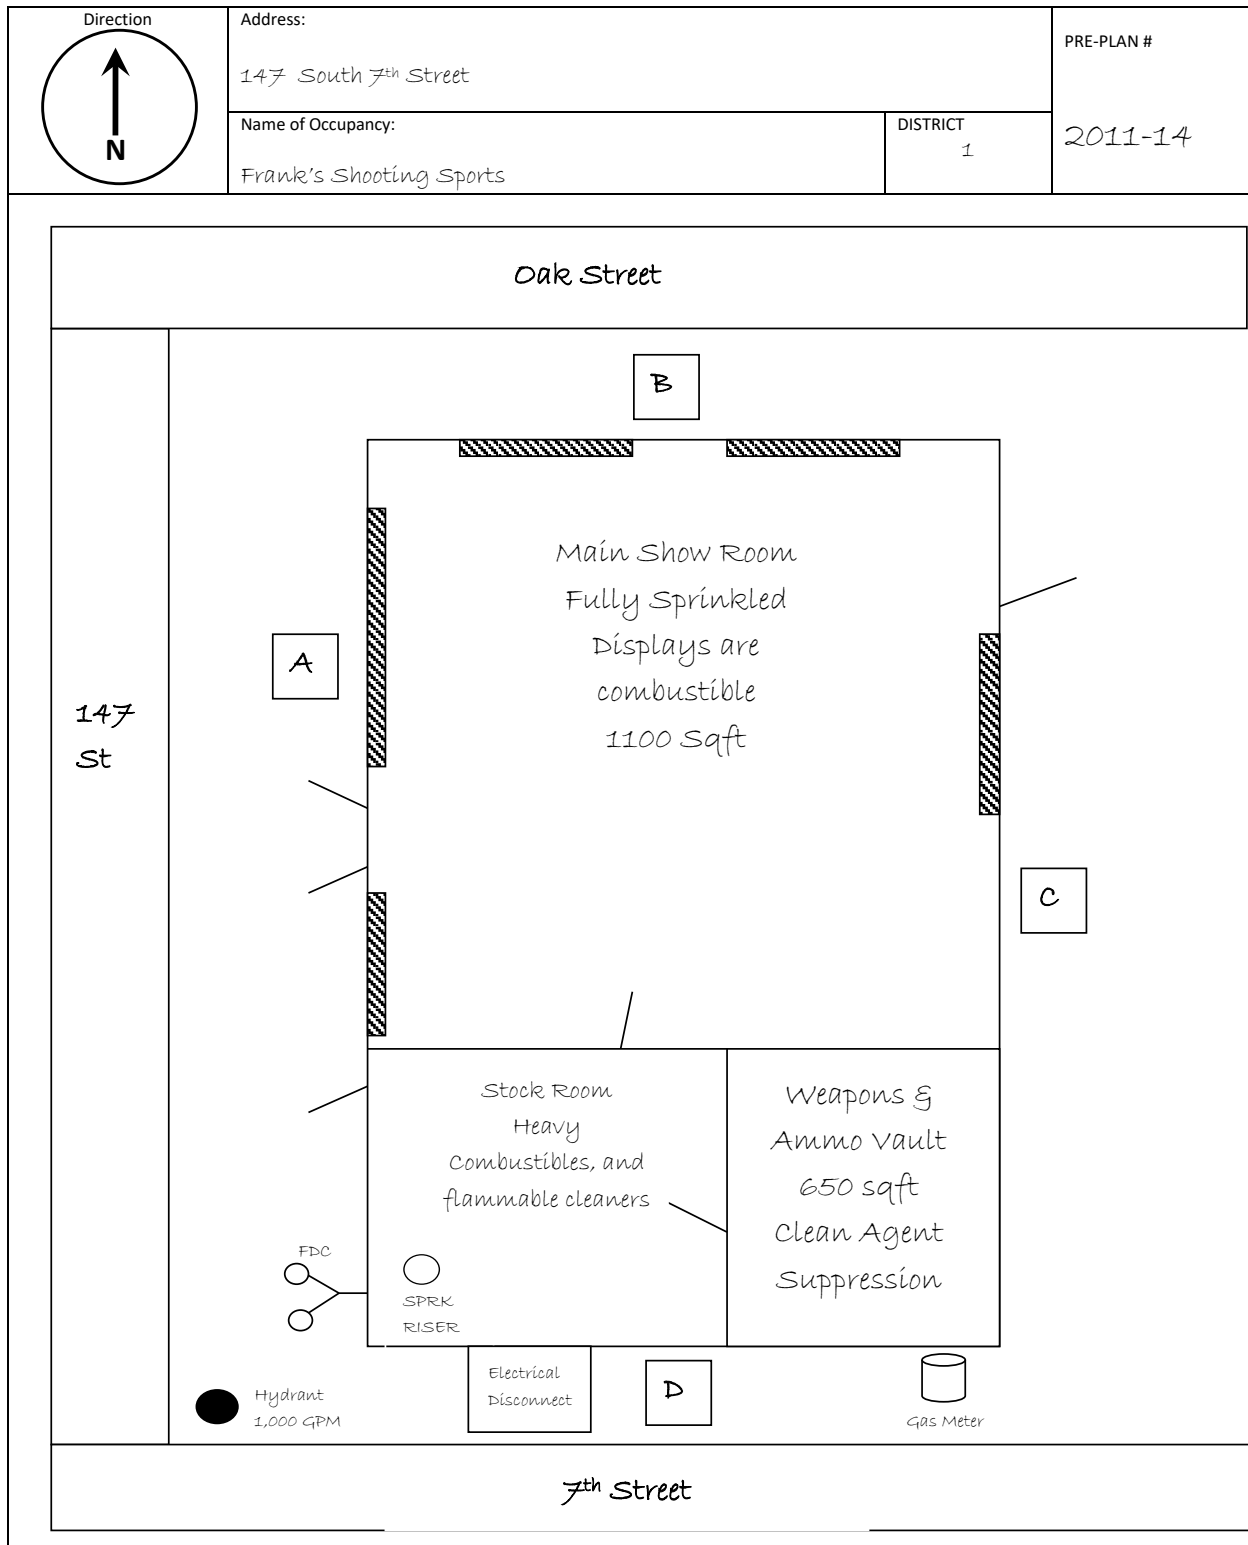 Direction
N
Address:
147 South 7th Street
Name of Occupancy:
Frank's Shooting Sports
DISTRICT
1
PRE-PLAN #
2011-14
Oak Street
B
Main Show Room
Fully Sprinkled
Displays are
combustible
1100 Sqft
A
147
St
C
Stock Room
Heavy
Combustibles, and
flammable cleaners
Weapons &
Ammo Vault
650 sqft
Clean Agent
Suppression
FDC
SPRK
RISER
Electrical
Disconnect
D
Hydrant
1,000 GPM
Gas Meter
7th Street